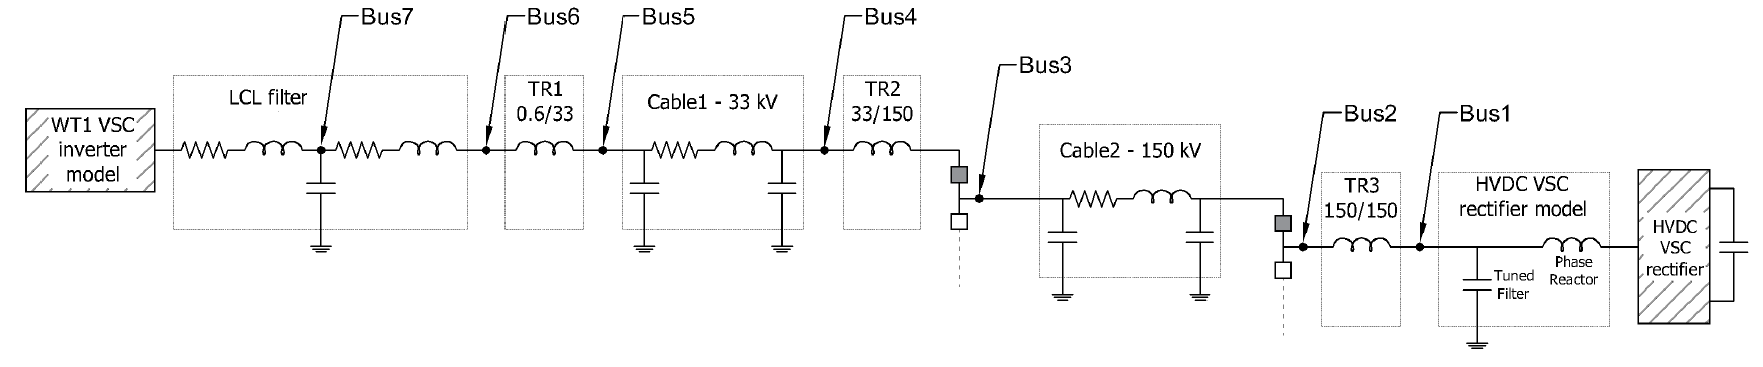 Bus7
Bus6
Bus5
Bus4
Bus3
Bus2
Bus1
WT1 VSC
inverter
model
LCL filter
TR1
0.6/33
Cable1 - 33 kV
TR2
33/150
Cable2 - 150 kV
TR3
150/150
HVDC VSC
rectifier model
Tuned
Filter
Phase
Reactor
HVDC
VSC
rectifier